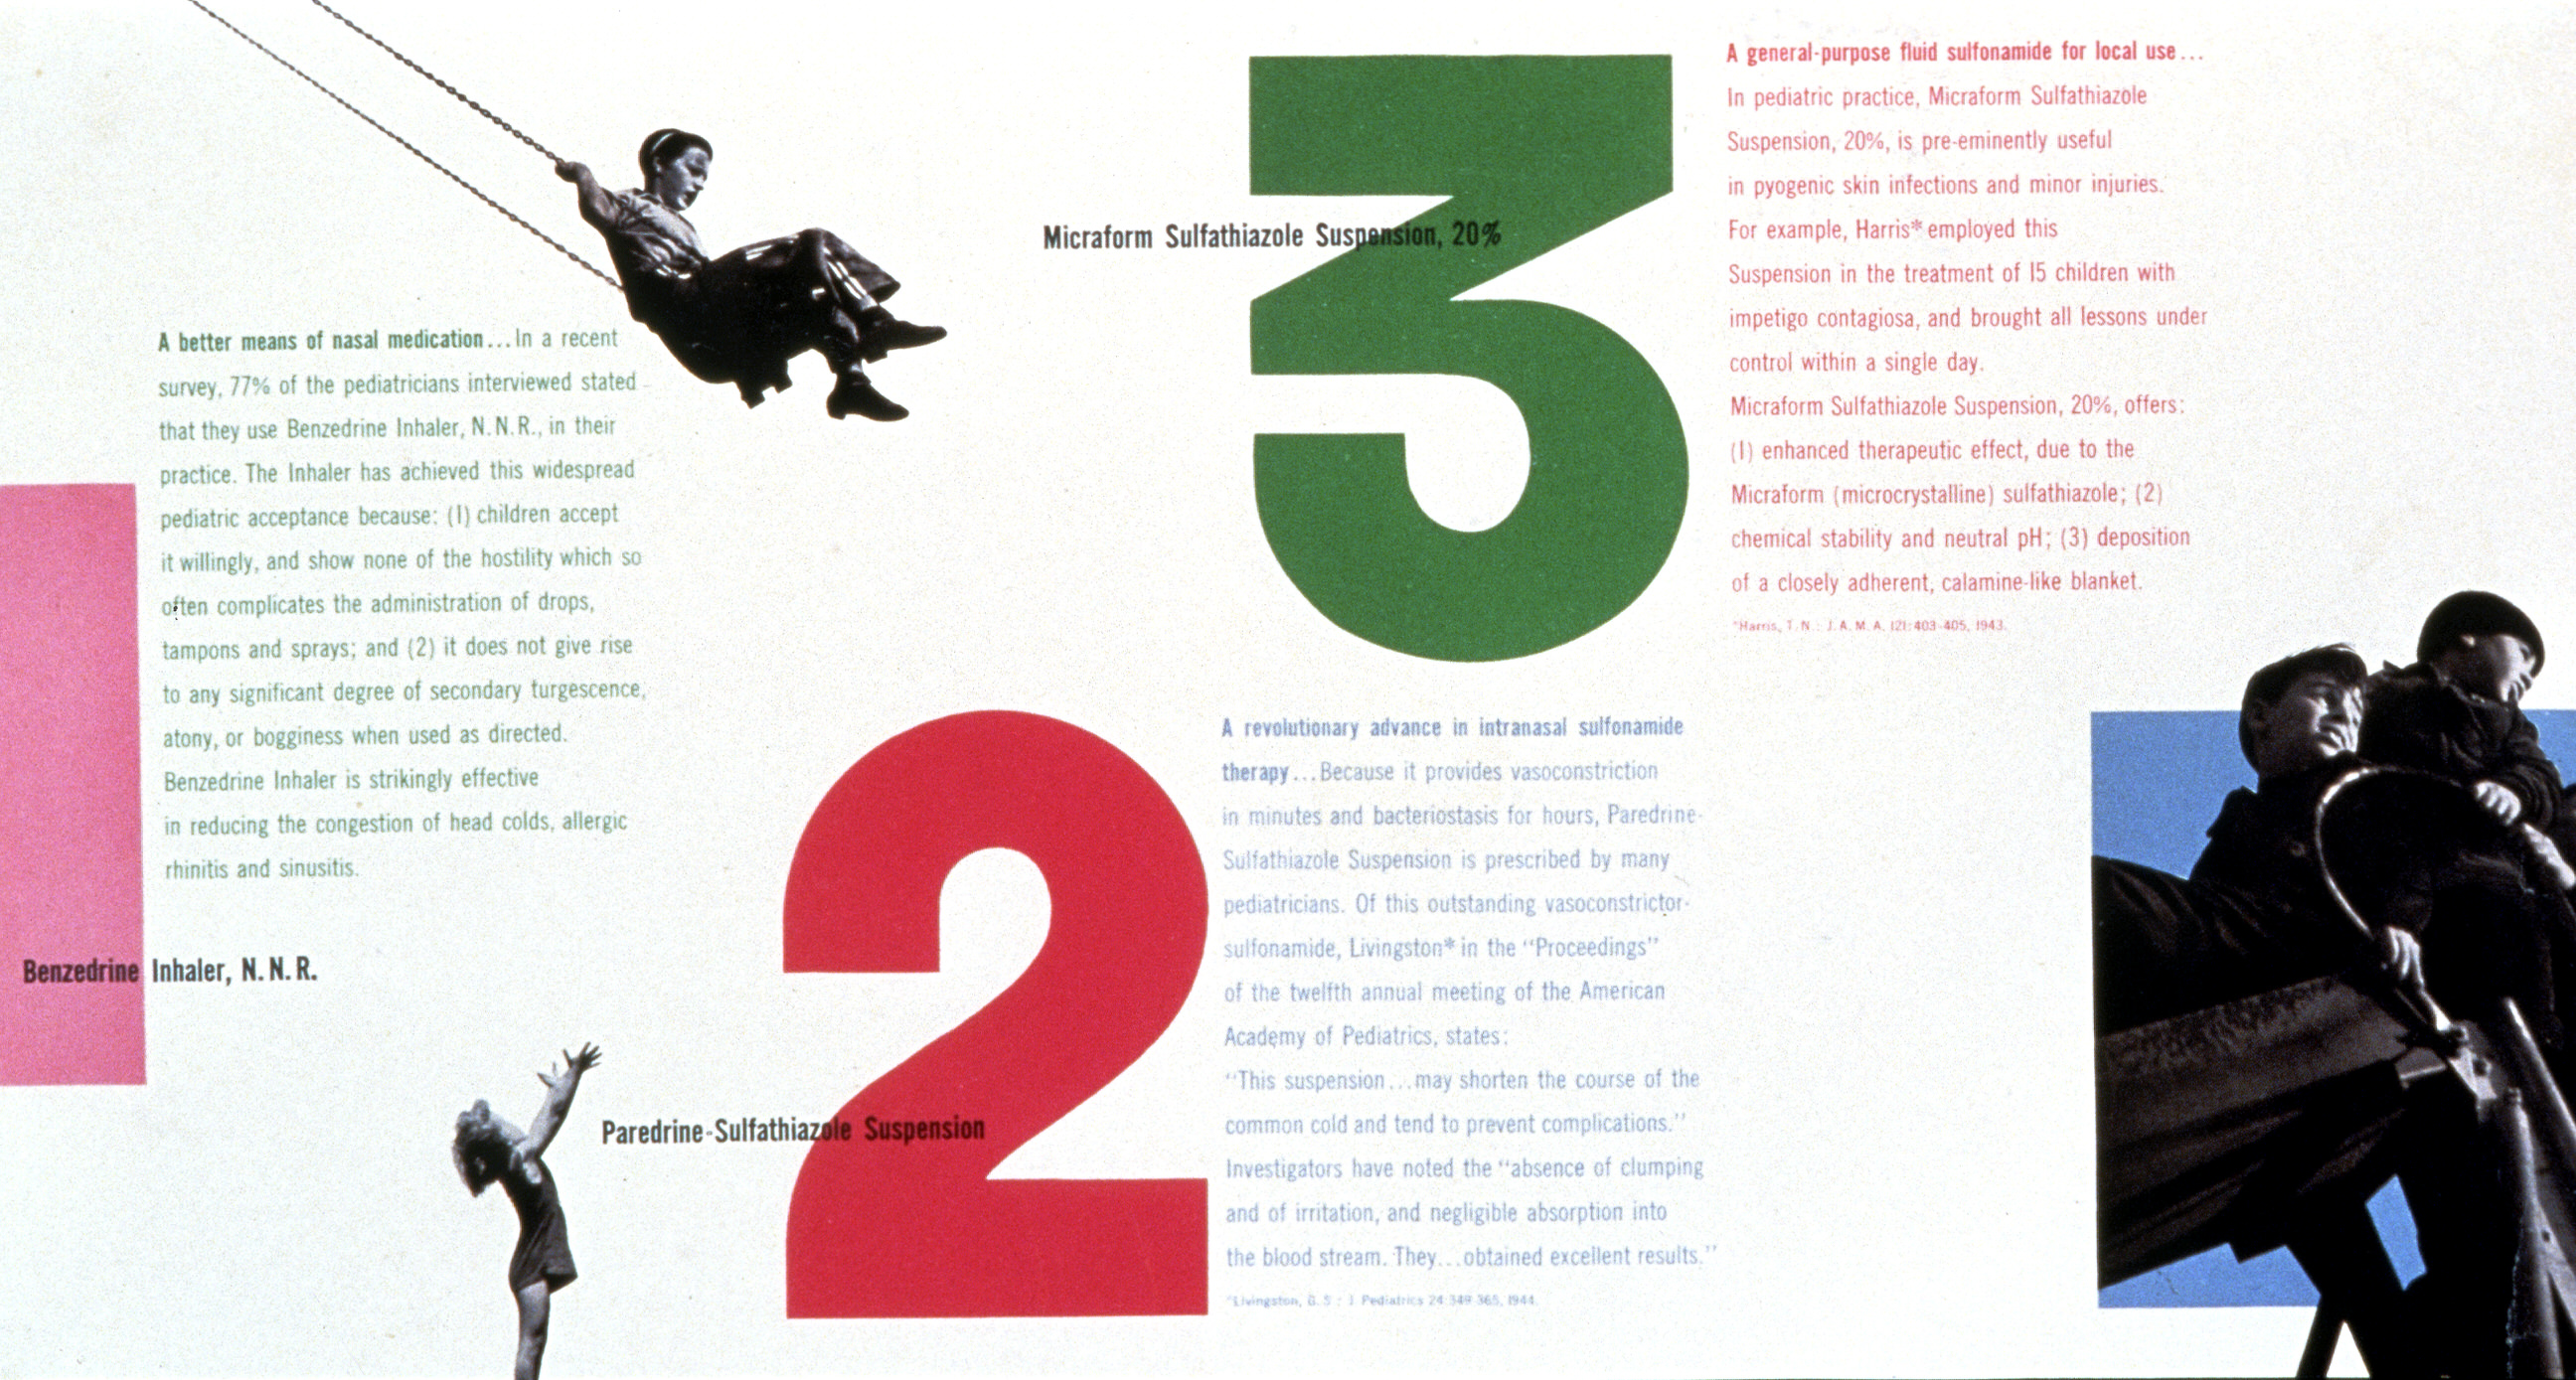 A better means of nasal medication...In a recent
survey, 77% of the pediatricians interviewed stated
that they use Benzedrine Inhaler, N.N.R., in their
practice. The Inhaler has achieved this widespread
pediatric acceptance because: (1) children accept
it willingly, and show none of the hostility which so
often complicates the administration of drops,
tampons and sprays; and (2) it does not give rise
to any significant degree of secondary turgescence,
atony, or bogginess when used as directed.
Benzedrine Inhaler is strikingly effective
in reducing the congestion of head colds, allergic
rhinitis and sinusitis.
Benzedrine Inhaler, N.N.R.
2
Paredrine-Sulfathiazole Suspension
A revolutionary advance in intranasal sulfonamide
therapy...Because it provides vasoconstriction
in minutes and bacteriostasis for hours, Paredrine-
Sulfathiazole Suspension is prescribed by many
pediatricians. Of this outstanding vasoconstrictor-
sulfonamide, Livingston* in the “Proceedings”
of the twelfth annual meeting of the American
Academy of Pediatrics, states:
“This suspension...may shorten the course of the
common cold and tend to prevent complications.”
Investigators have noted the “absence of clumping
and of irritation, and negligible absorption into
the blood stream. They...obtained excellent results.”
*Livingston, G. S.: J. Pediatrics 24:349-365, 1944.
3
Micraform Sulfathiazole Suspension, 20%
A general-purpose fluid sulfonamide for local use...
In pediatric practice, Micraform Sulfathiazole
Suspension, 20%, is pre-eminently useful
in pyogenic skin infections and minor injuries.
For example, Harris* employed this
Suspension in the treatment of 15 children with
impetigo contagiosa, and brought all lessons under
control within a single day.
Micraform Sulfathiazole Suspension, 20%, offers:
(1) enhanced therapeutic effect, due to the
Micraform (microcrystalline) sulfathiazole; (2)
chemical stability and neutral pH; (3) deposition
of a closely adherent, calamine-like blanket.
*Harris, T. N.: J. A. M. A. 121:403-405, 1943.